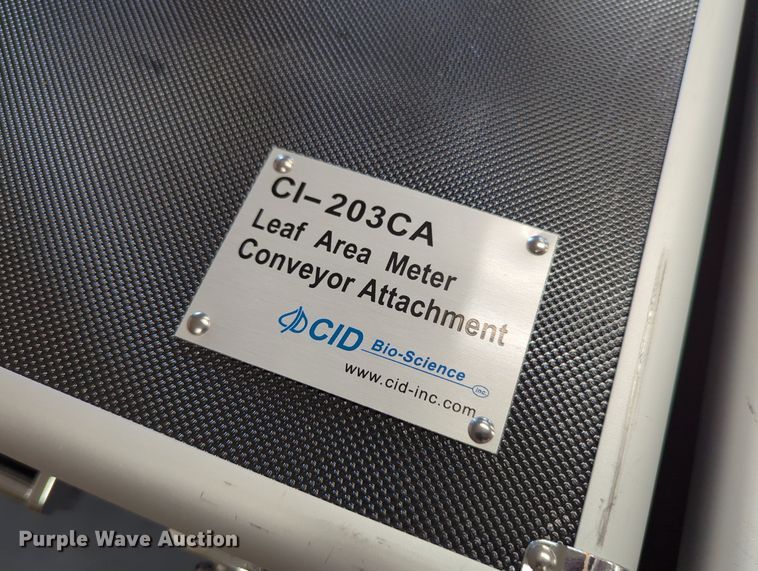 CI-203CA
Leaf Area Meter
Conveyor Attachment
CID Bio-Science inc.
www.cid-inc.com
Purple Wave Auction®